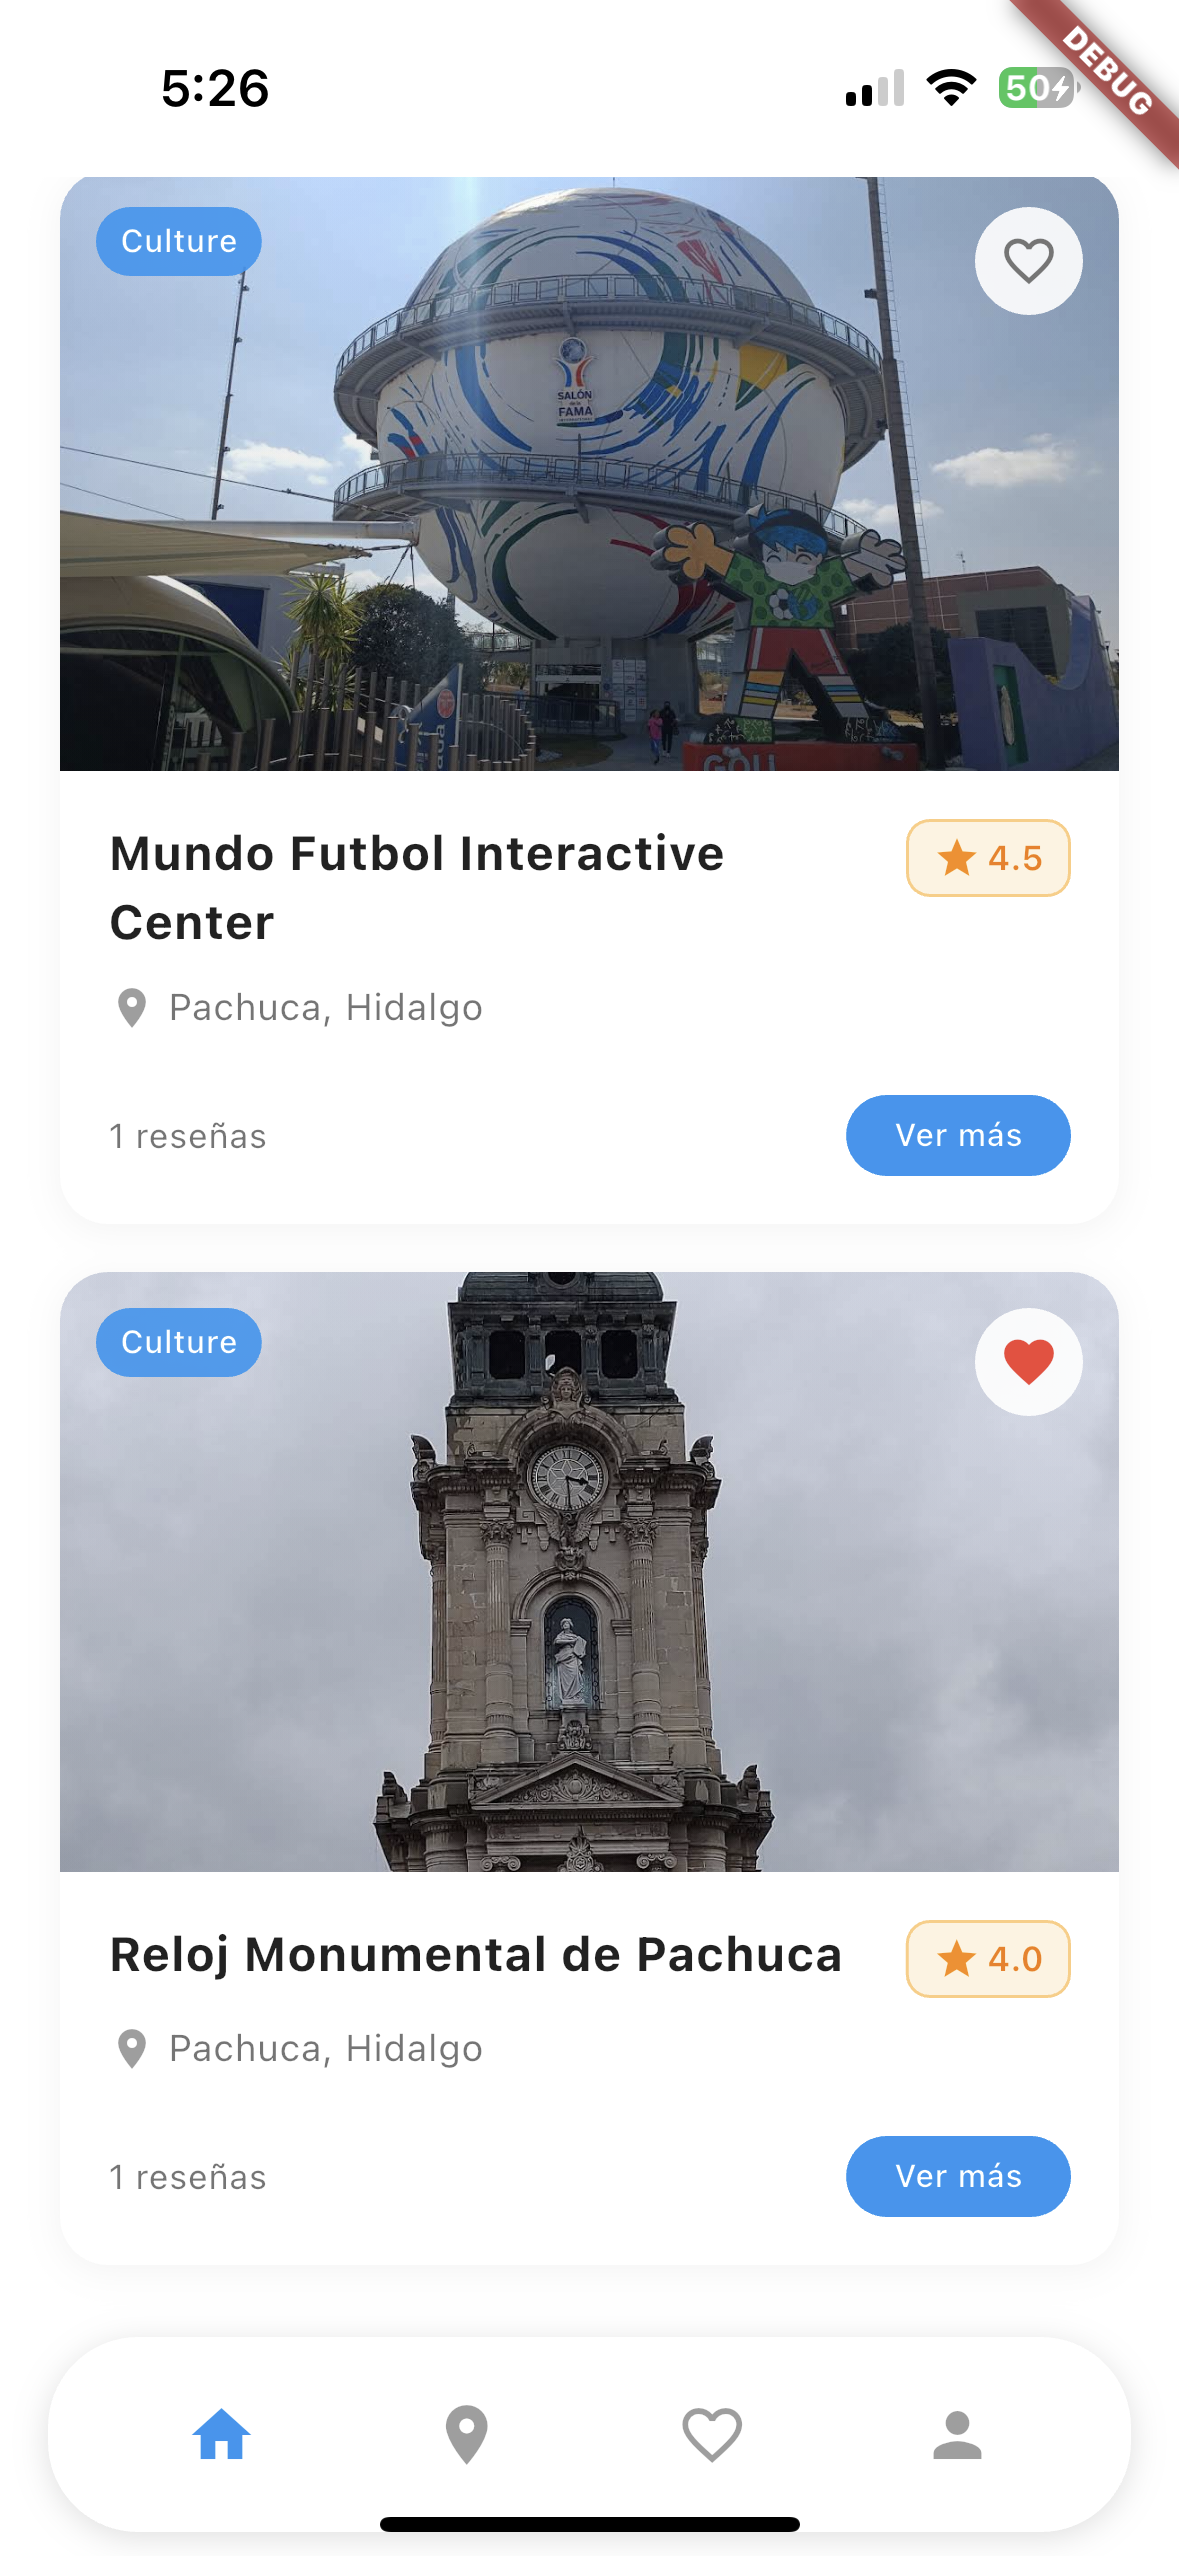 5:26
50
DEBUG
Culture
SALÓN
de la
FAMA
GOL
Mundo Futbol Interactive
Center
4.5
Pachuca, Hidalgo
1 reseñas
Ver más
Culture
Reloj Monumental de Pachuca
4.0
Pachuca, Hidalgo
1 reseñas
Ver más